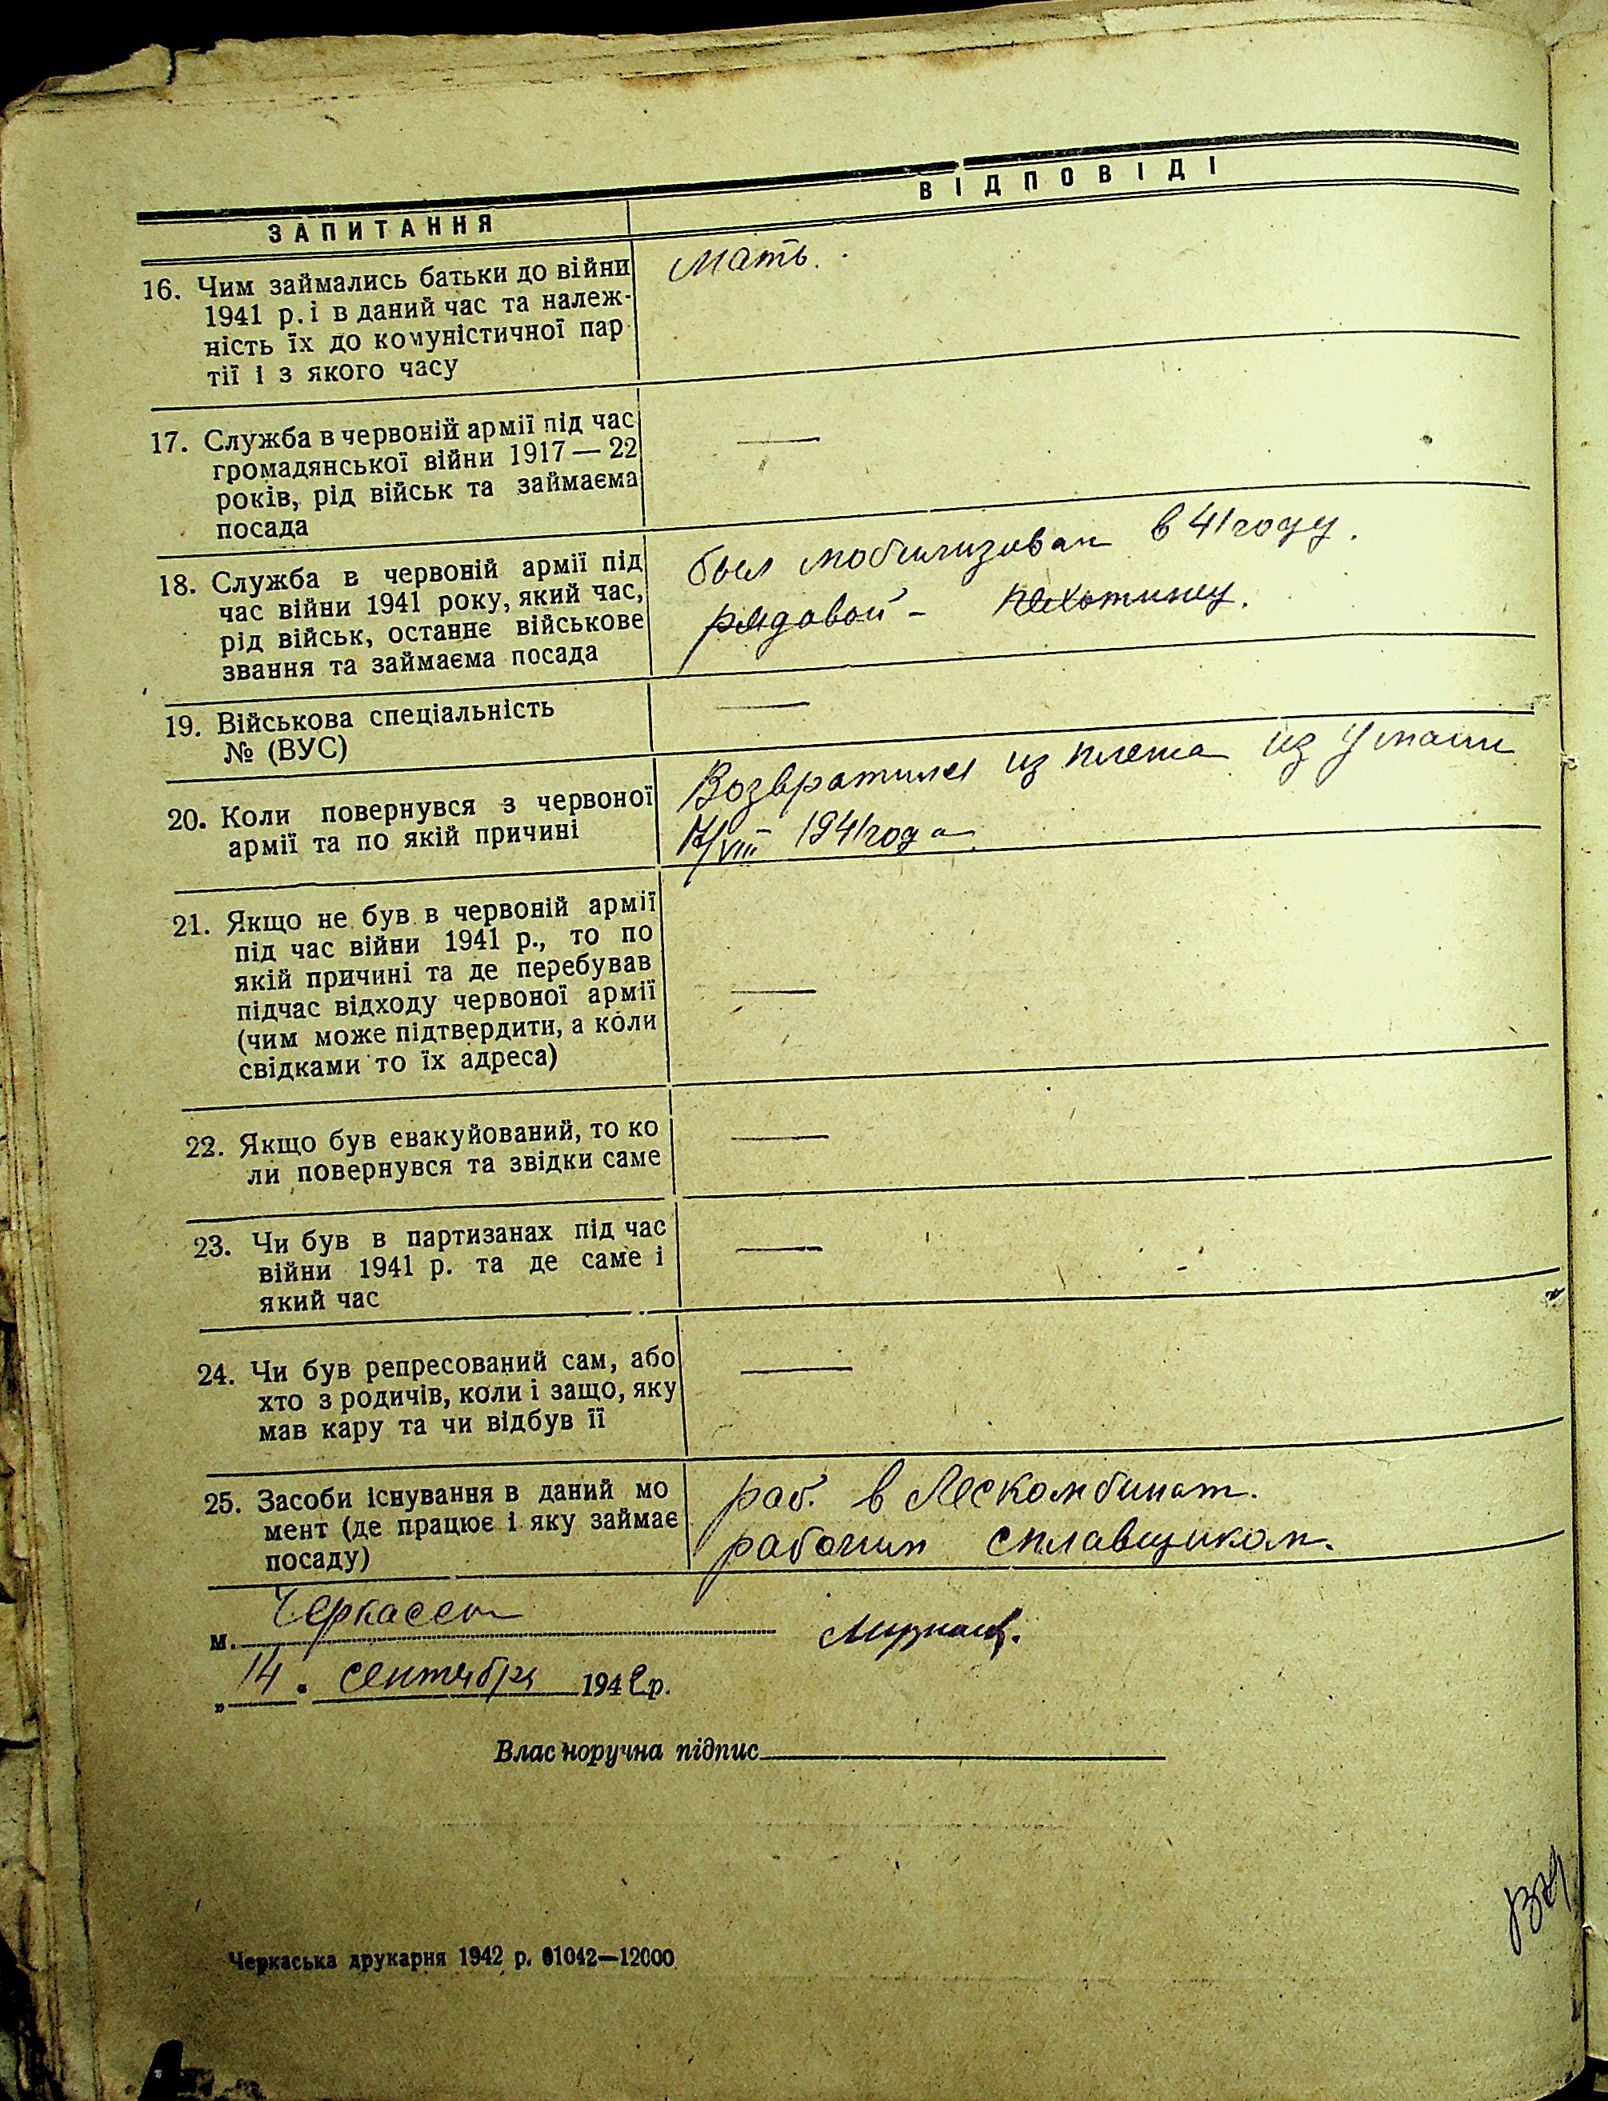 ЗАПИТАННЯ
ВІДПОВІДІ
16. Чим займались батьки до війни
1941 р. і в даний час та належ-
ність їх до комуністичної пар
тії і з якого часу
мать.
17. Служба в червоній армії під час
громадянської війни 1917 — 22
років, рід військ та займаєма
посада
—
18. Служба в червоній армії під
час війни 1941 року, який час,
рід військ, останнє військове
звання та займаєма посада
был мобилизован в 41 году.
рядовой –
19. Військова спеціальність
№ (ВУС)
—
20. Коли повернувся з червоної
армії та по якій причині
Возвратился из плена из Умани
VIII 1941 года
21. Якщо не був в червоній армії
під час війни 1941 р., то по
якій причині та де перебував
підчас відходу червоної армії
(чим може підтвердити, а коли
свідками то їх адреса)
—
22. Якщо був евакуйований, то ко
ли повернувся та звідки саме
—
23. Чи був в партизанах під час
війни 1941 р. та де саме і
який час
—
24. Чи був репресований сам, або
хто з родичів, коли і защо, яку
мав кару та чи відбув її
—
25. Засоби існування в даний мо
мент (де працює і яку займає
посаду)
раб. в Лескомбинат.
рабочим сплавщиком.
м. Черкассы
„14" сентября 1942 р.
Власноручна підпис
Черкаська друкарня 1942 р. 61042—12000